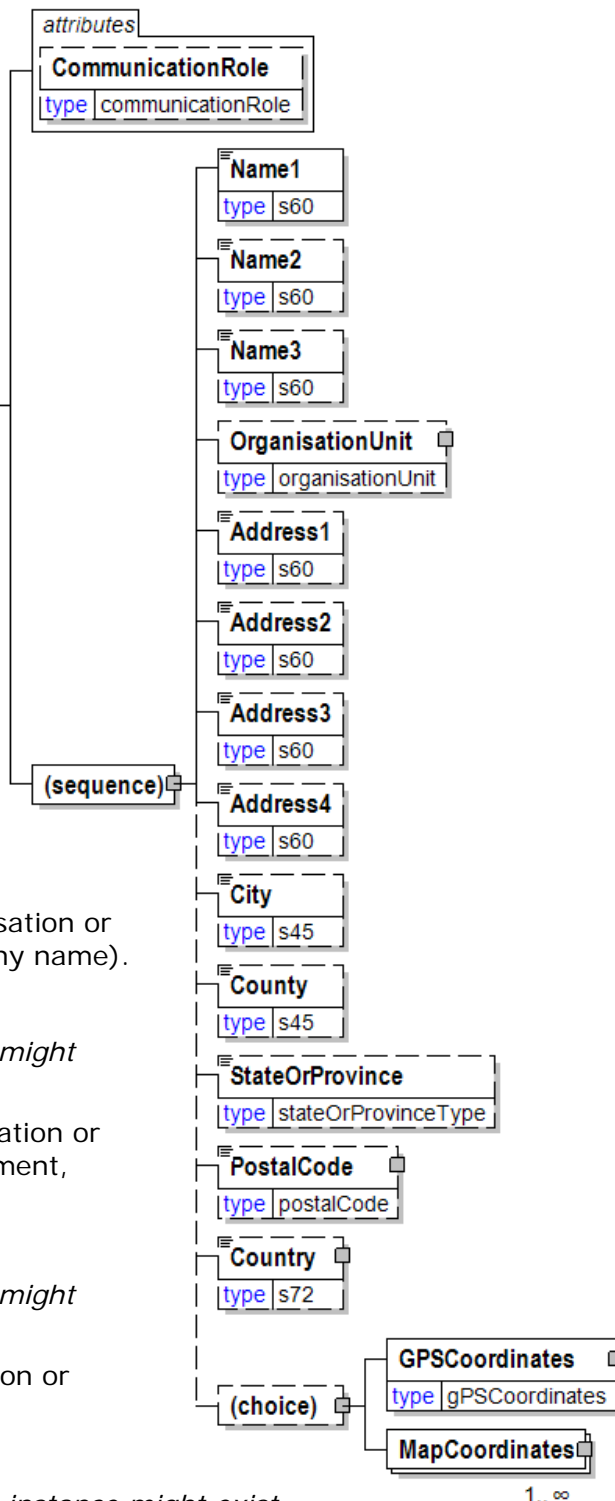 attributes
CommunicationRole
type communicationRole
Name1
type s60
Name2
type s60
Name3
type s60
OrganisationUnit
type organisationUnit
Address1
type s60
Address2
type s60
Address3
type s60
(sequence)
Address4
type s60
sation or
City
type s45
ny name).
County
type s45
might
StateOrProvince
type stateOrProvinceType
ation or
ment,
PostalCode
type postalCode
Country
type s72
might
GPSCoordinates
type gPSCoordinates
on or
(choice)
MapCoordinates
instance might exist
1..∞